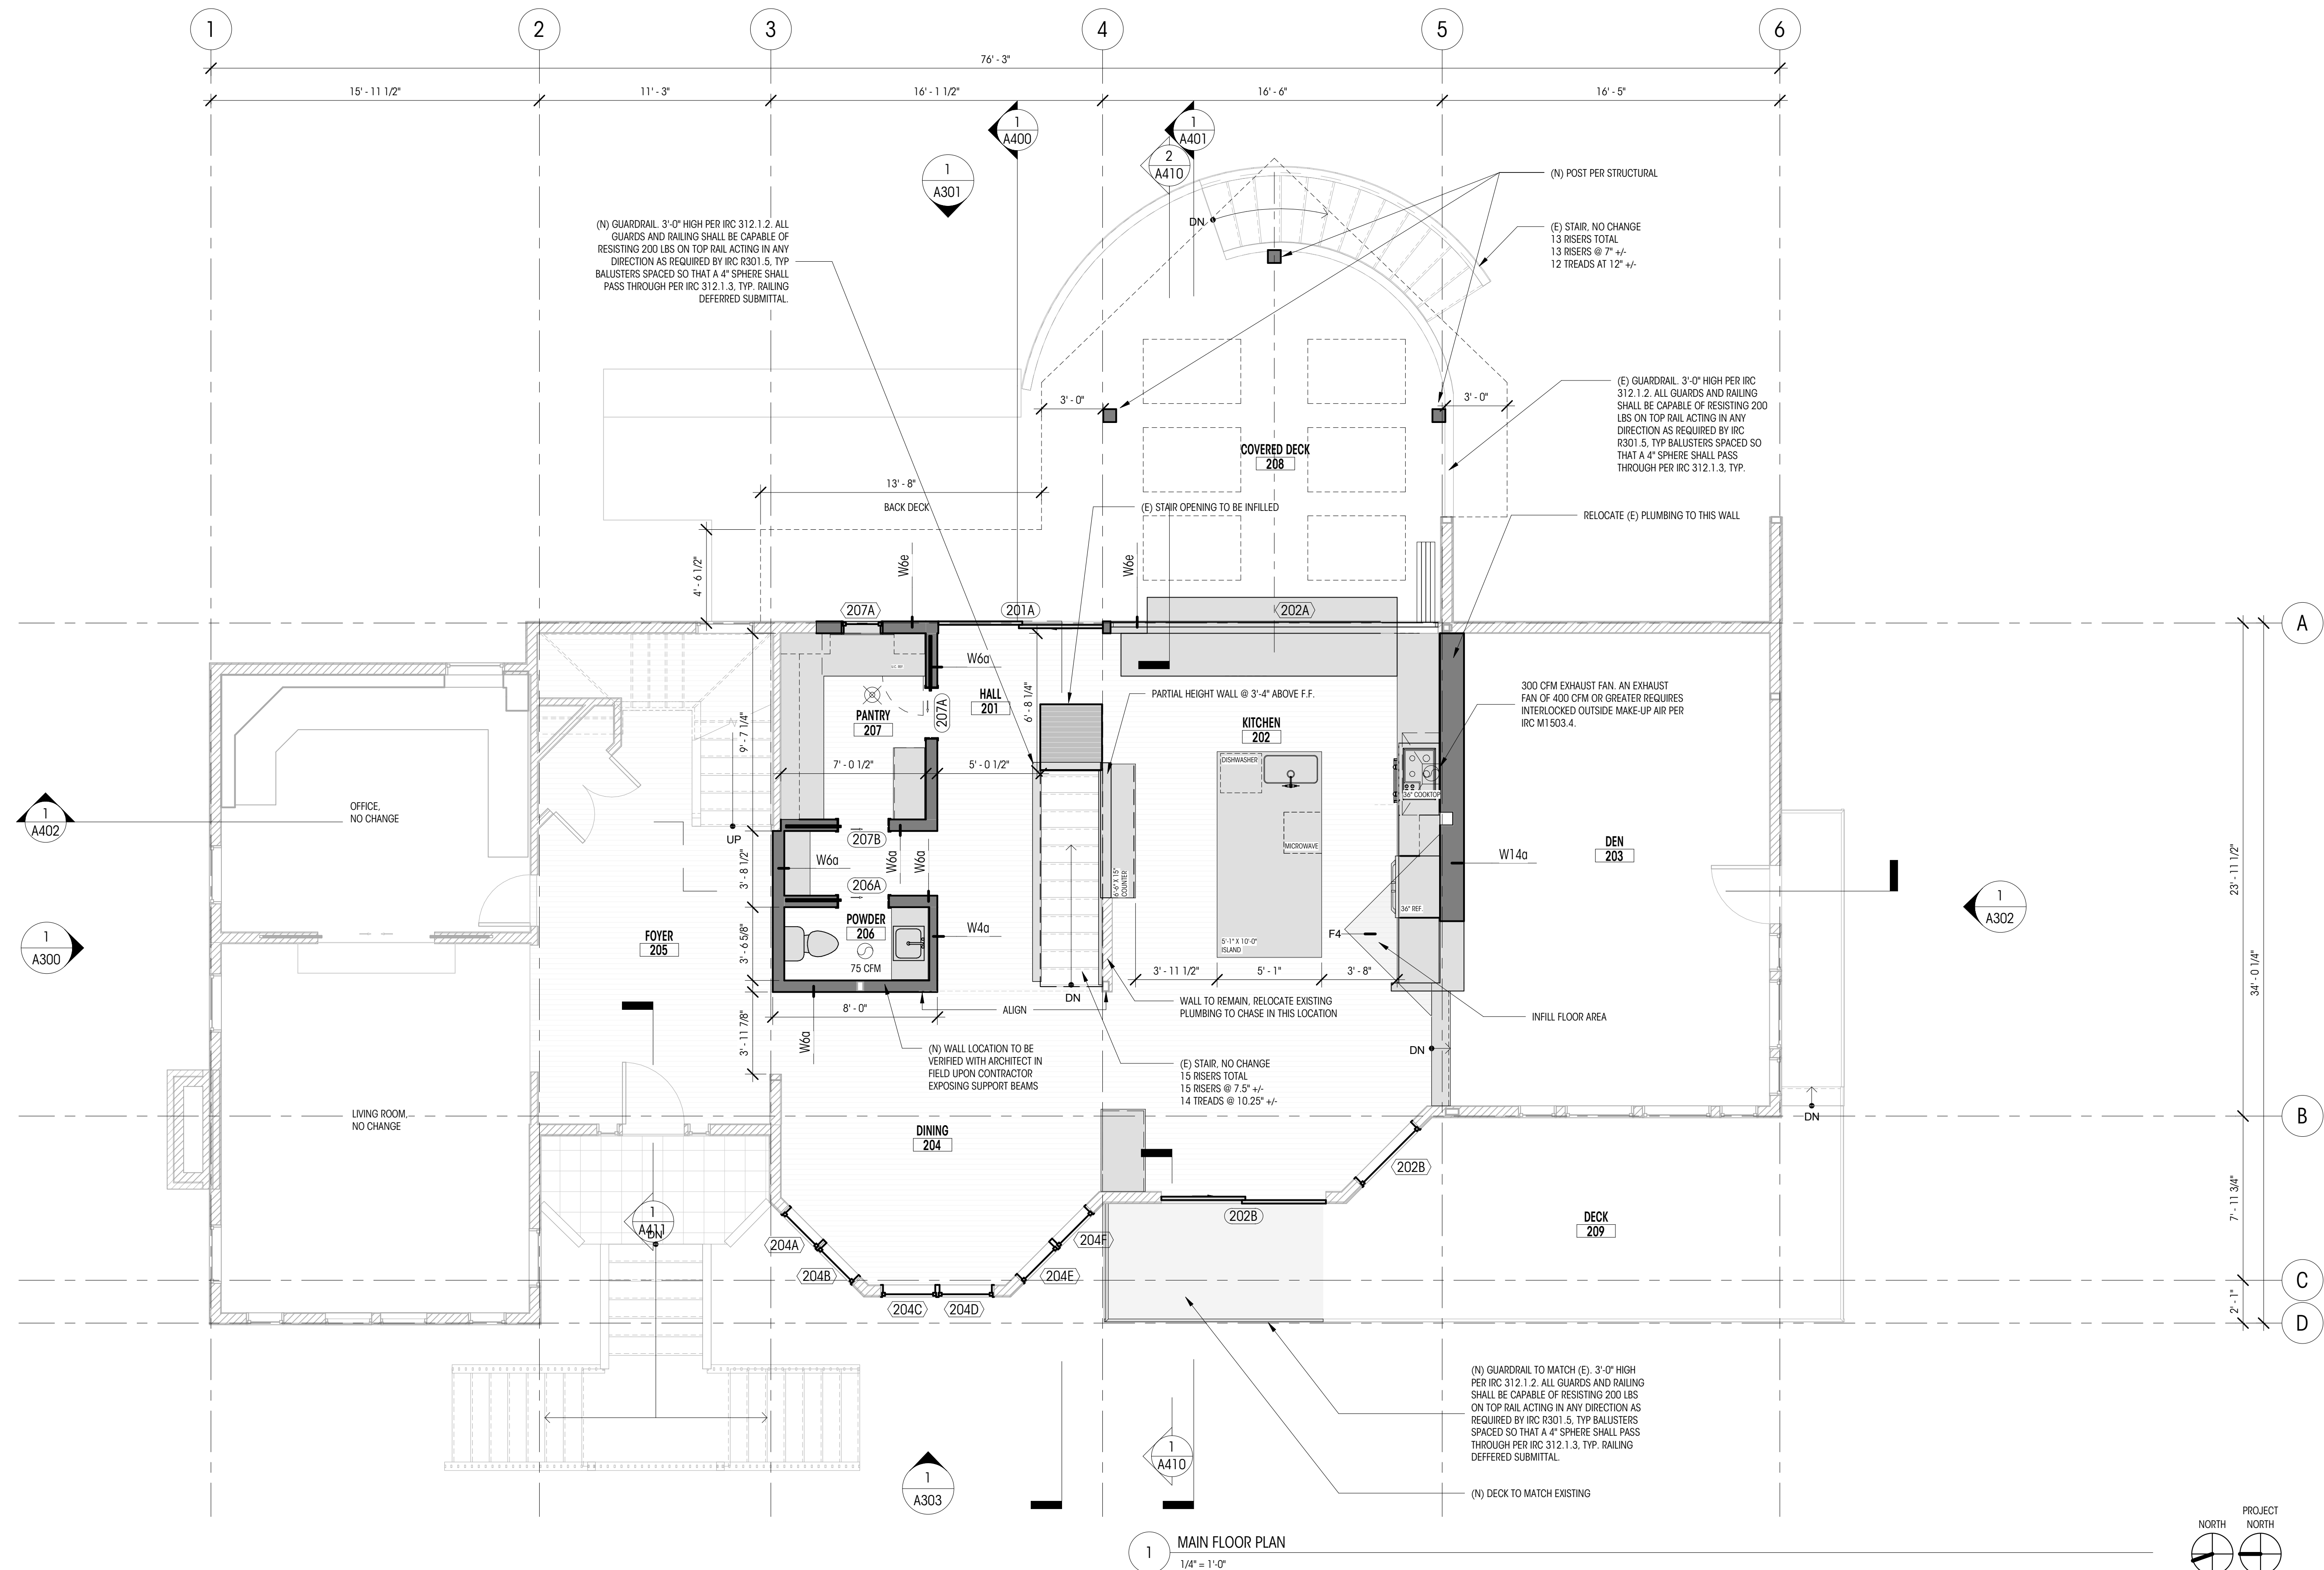 1
2
3
4
5
6
76' - 3"
15' - 11 1/2"
11' - 3"
16' - 1 1/2"
16' - 6"
16' - 5"
1
A400
1
A401
2
A410
1
A301
(N) POST PER STRUCTURAL
(N) GUARDRAIL. 3'-0" HIGH PER IRC 312.1.2. ALL
GUARDS AND RAILING SHALL BE CAPABLE OF
RESISTING 200 LBS ON TOP RAIL ACTING IN ANY
DIRECTION AS REQUIRED BY IRC R301.5, TYP
BALUSTERS SPACED SO THAT A 4" SPHERE SHALL
PASS THROUGH PER IRC 312.1.3, TYP. RAILING
DEFERRED SUBMITTAL.
DN
(E) STAIR, NO CHANGE
13 RISERS TOTAL
13 RISERS @ 7" +/-
12 TREADS AT 12" +/-
(E) GUARDRAIL. 3'-0" HIGH PER IRC
312.1.2. ALL GUARDS AND RAILING
SHALL BE CAPABLE OF RESISTING 200
LBS ON TOP RAIL ACTING IN ANY
DIRECTION AS REQUIRED BY IRC
R301.5, TYP BALUSTERS SPACED SO
THAT A 4" SPHERE SHALL PASS
THROUGH PER IRC 312.1.3, TYP.
3' - 0"
3' - 0"
COVERED DECK
208
13' - 8"
BACK DECK
(E) STAIR OPENING TO BE INFILLED
RELOCATE (E) PLUMBING TO THIS WALL
4' - 6 1/2"
W6e
W6e
207A
201A
202A
A
W6a
HALL
201
6' - 8 1/4"
PARTIAL HEIGHT WALL @ 3'-4" ABOVE F.F.
300 CFM EXHAUST FAN. AN EXHAUST
FAN OF 400 CFM OR GREATER REQUIRES
INTERLOCKED OUTSIDE MAKE-UP AIR PER
IRC M1503.4.
PANTRY
207
207A
KITCHEN
202
9' - 7 1/4"
7' - 0 1/2"
5' - 0 1/2"
DISHWASHER
36" COOKTOP
OFFICE,
NO CHANGE
1
A402
UP
207B
MICROWAVE
DEN
203
W14a
W6a
W6a
W6a
3' - 8 1/2"
6'-6" X 15"
COUNTER
23' - 11 1/2"
206A
36" REF.
1
A302
POWDER
206
W4a
F4
FOYER
205
3' - 6 5/8"
75 CFM
5'-1" X 10'-0"
ISLAND
1
A300
3' - 11 1/2"
5' - 1"
3' - 8"
34' - 0 1/4"
DN
WALL TO REMAIN, RELOCATE EXISTING
PLUMBING TO CHASE IN THIS LOCATION
8' - 0"
ALIGN
INFILL FLOOR AREA
3' - 11 7/8"
W6a
(N) WALL LOCATION TO BE
VERIFIED WITH ARCHITECT IN
FIELD UPON CONTRACTOR
EXPOSING SUPPORT BEAMS
DN
(E) STAIR, NO CHANGE
15 RISERS TOTAL
15 RISERS @ 7.5" +/-
14 TREADS @ 10.25" +/-
LIVING ROOM,
NO CHANGE
DN
B
DINING
204
202B
1
A411
DN
202B
DECK
209
7' - 11 3/4"
204A
204F
204B
204E
C
204C
204D
2' - 1"
D
(N) GUARDRAIL TO MATCH (E). 3'-0" HIGH
PER IRC 312.1.2. ALL GUARDS AND RAILING
SHALL BE CAPABLE OF RESISTING 200 LBS
ON TOP RAIL ACTING IN ANY DIRECTION AS
REQUIRED BY IRC R301.5, TYP BALUSTERS
SPACED SO THAT A 4" SPHERE SHALL PASS
THROUGH PER IRC 312.1.3, TYP. RAILING
DEFFERED SUBMITTAL.
1
A410
1
A303
(N) DECK TO MATCH EXISTING
1
MAIN FLOOR PLAN
1/4" = 1'-0"
NORTH
PROJECT
NORTH